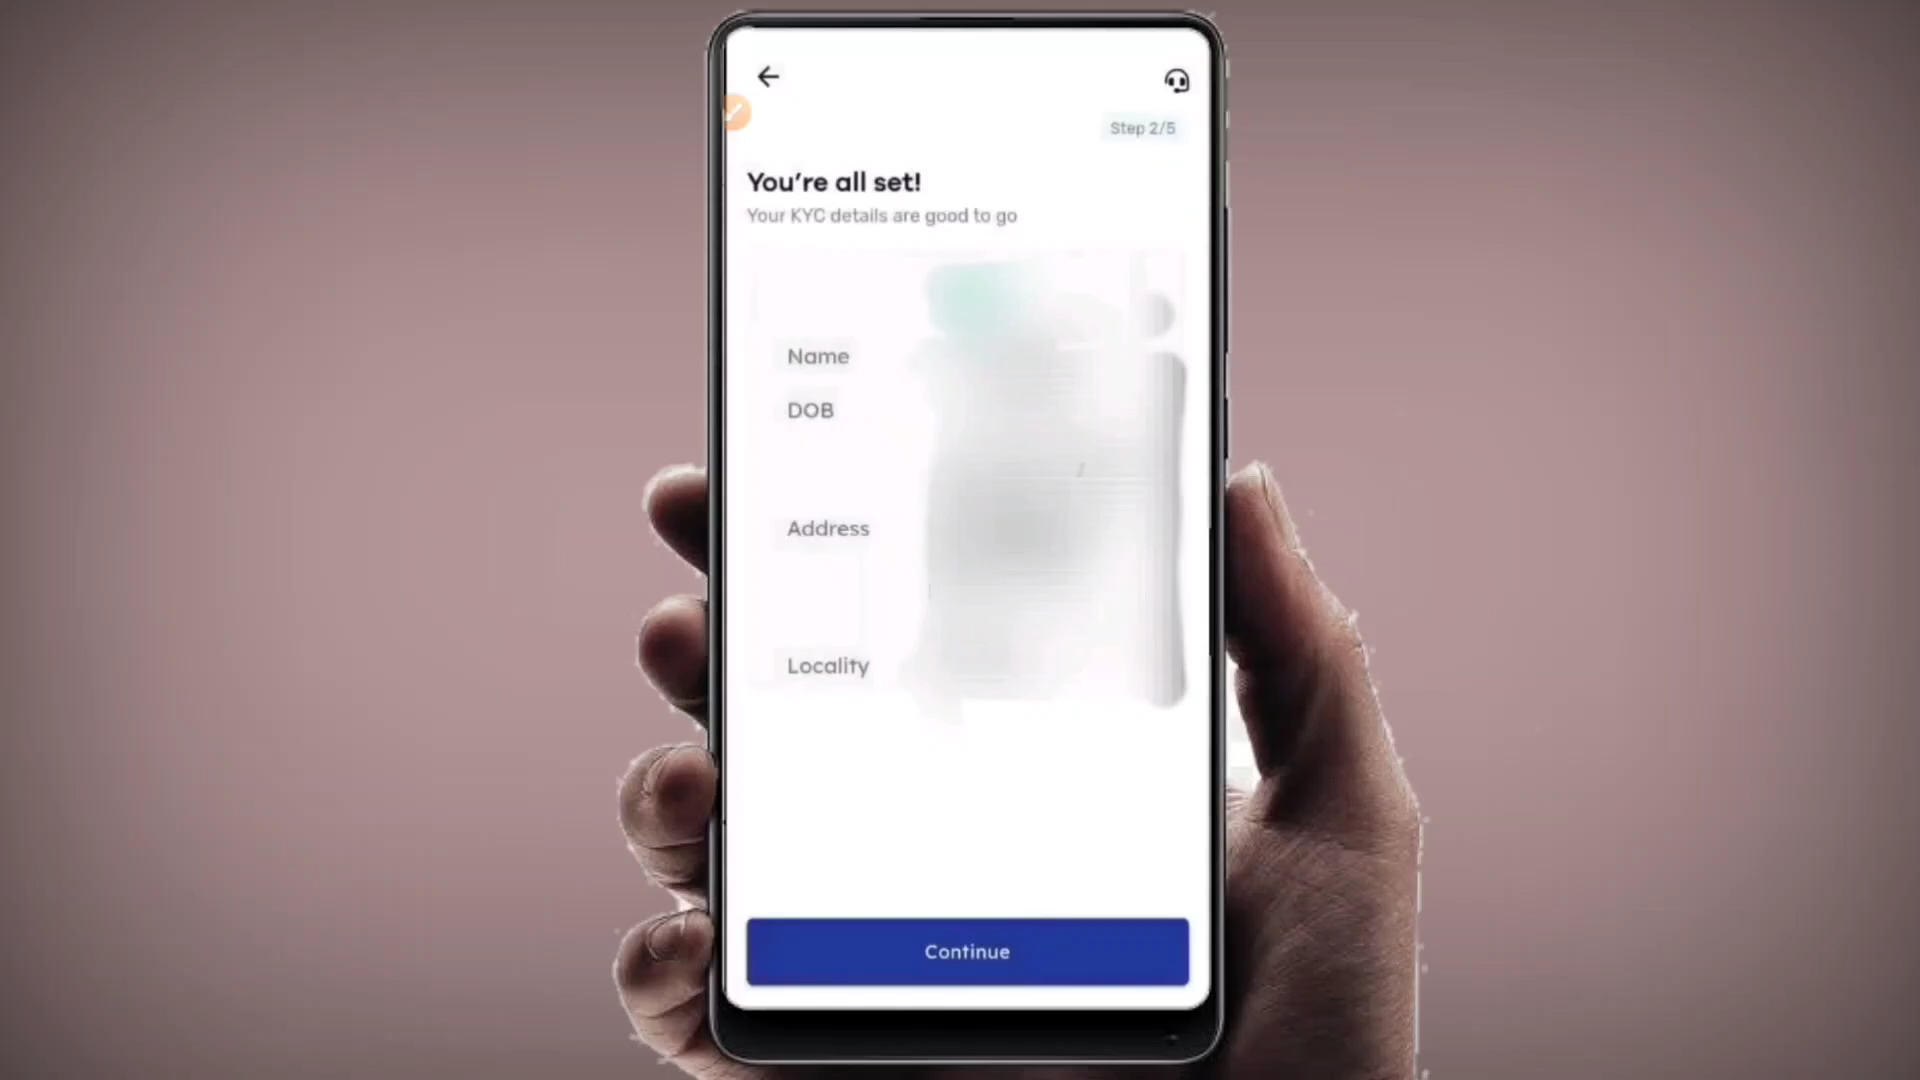 Step 2/5
You're all set!
Your KYC details are good to go
Name
DOB
Address
Locality
Continue